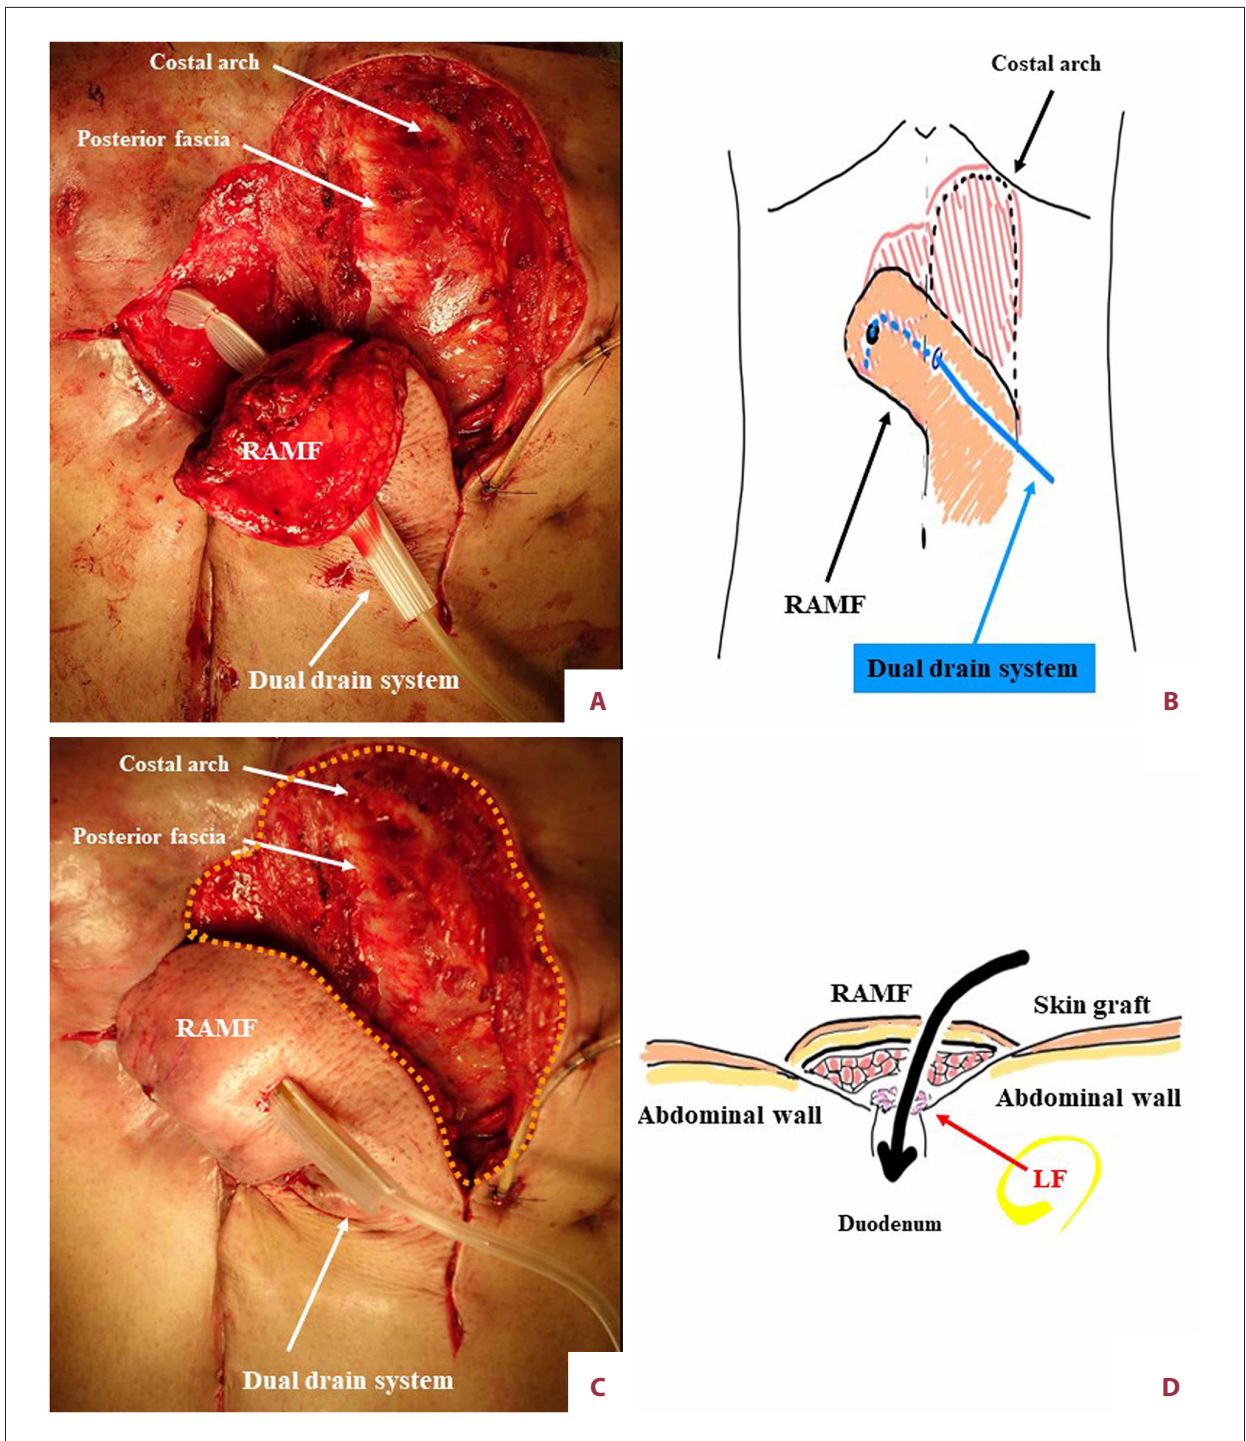 Costal arch
Posterior fascia
RAMF
Dual drain system
A
Costal arch
RAMF
Dual drain system
B
Costal arch
Posterior fascia
RAMF
Dual drain system
C
RAMF
Skin graft
Abdominal wall
Abdominal wall
LF
Duodenum
D